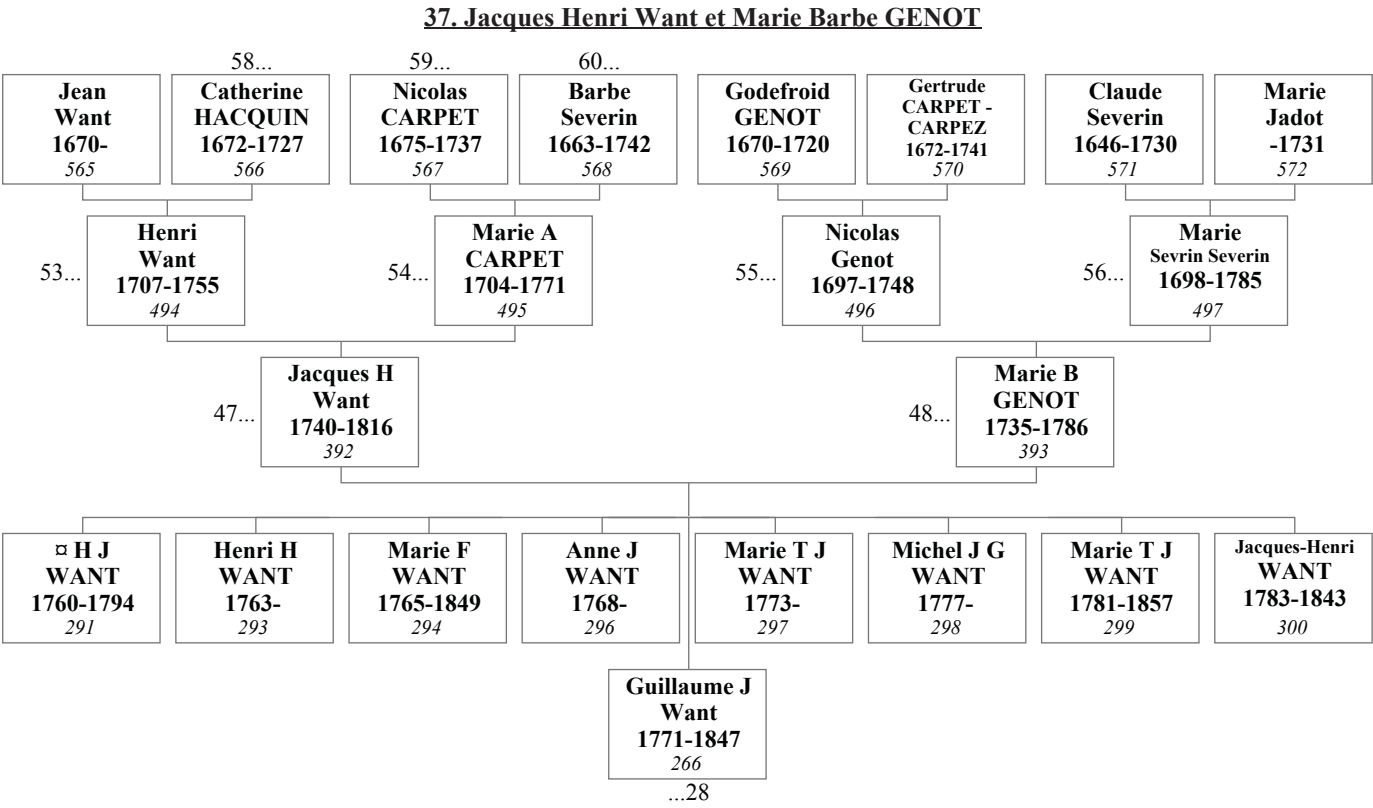 37. Jacques Henri Want et Marie Barbe GENOT
58...
59...
60...
Jean
Want
1670-
565
Catherine
HACQUIN
1672-1727
566
Nicolas
CARPET
1675-1737
567
Barbe
Severin
1663-1742
568
Godefroid
GENOT
1670-1720
569
Gertrude
CARPET -
CARPEZ
1672-1741
570
Claude
Severin
1646-1730
571
Marie
Jadot
-1731
572
53...
Henri
Want
1707-1755
494
54...
Marie A
CARPET
1704-1771
495
55...
Nicolas
Genot
1697-1748
496
56...
Marie
Sevrin Severin
1698-1785
497
47...
Jacques H
Want
1740-1816
392
48...
Marie B
GENOT
1735-1786
393
¤ H J
WANT
1760-1794
291
Henri H
WANT
1763-
293
Marie F
WANT
1765-1849
294
Anne J
WANT
1768-
296
Marie T J
WANT
1773-
297
Michel J G
WANT
1777-
298
Marie T J
WANT
1781-1857
299
Jacques-Henri
WANT
1783-1843
300
Guillaume J
Want
1771-1847
266
...28